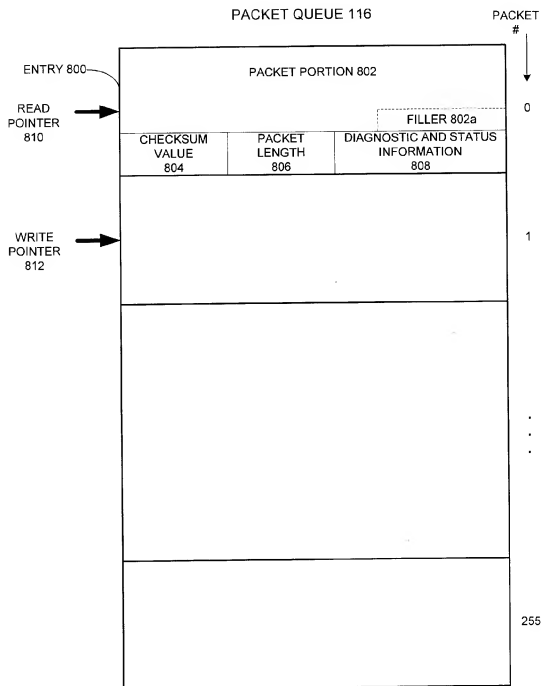 PACKET QUEUE 116
PACKET
#
ENTRY 800
PACKET PORTION 802
READ
POINTER
810
FILLER 802a
0
CHECKSUM
VALUE
804
PACKET
LENGTH
806
DIAGNOSTIC AND STATUS
INFORMATION
808
WRITE
POINTER
812
1
.
.
.
255